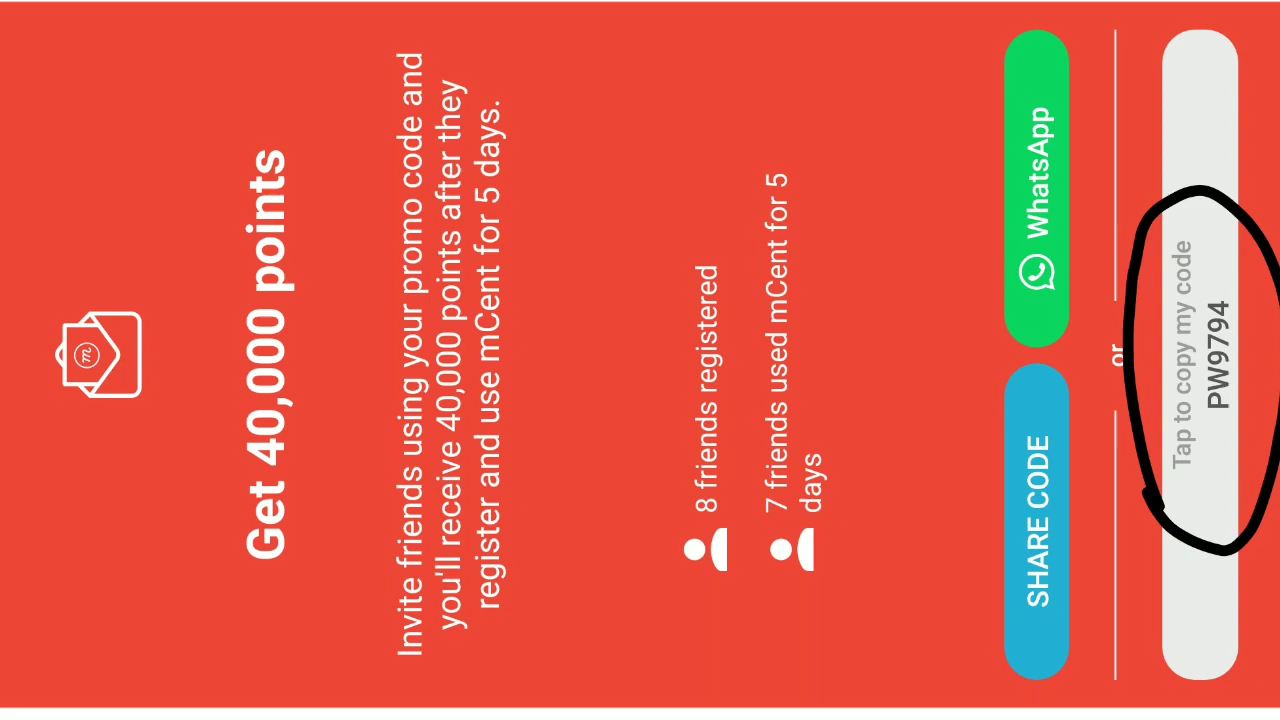 Get 40,000 points
Invite friends using your promo code and
you'll receive 40,000 points after they
register and use mCent for 5 days.
8 friends registered
7 friends used mCent for 5
days
SHARE CODE
WhatsApp
or
Tap to copy my code
PW9794